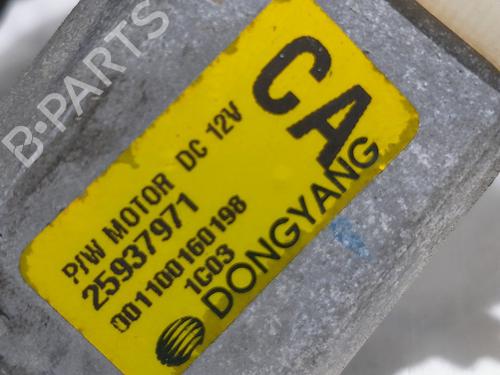 B-PARTS
CA
P/W MOTOR DC 12V
25937971
001100160198
1C03
DONGYANG